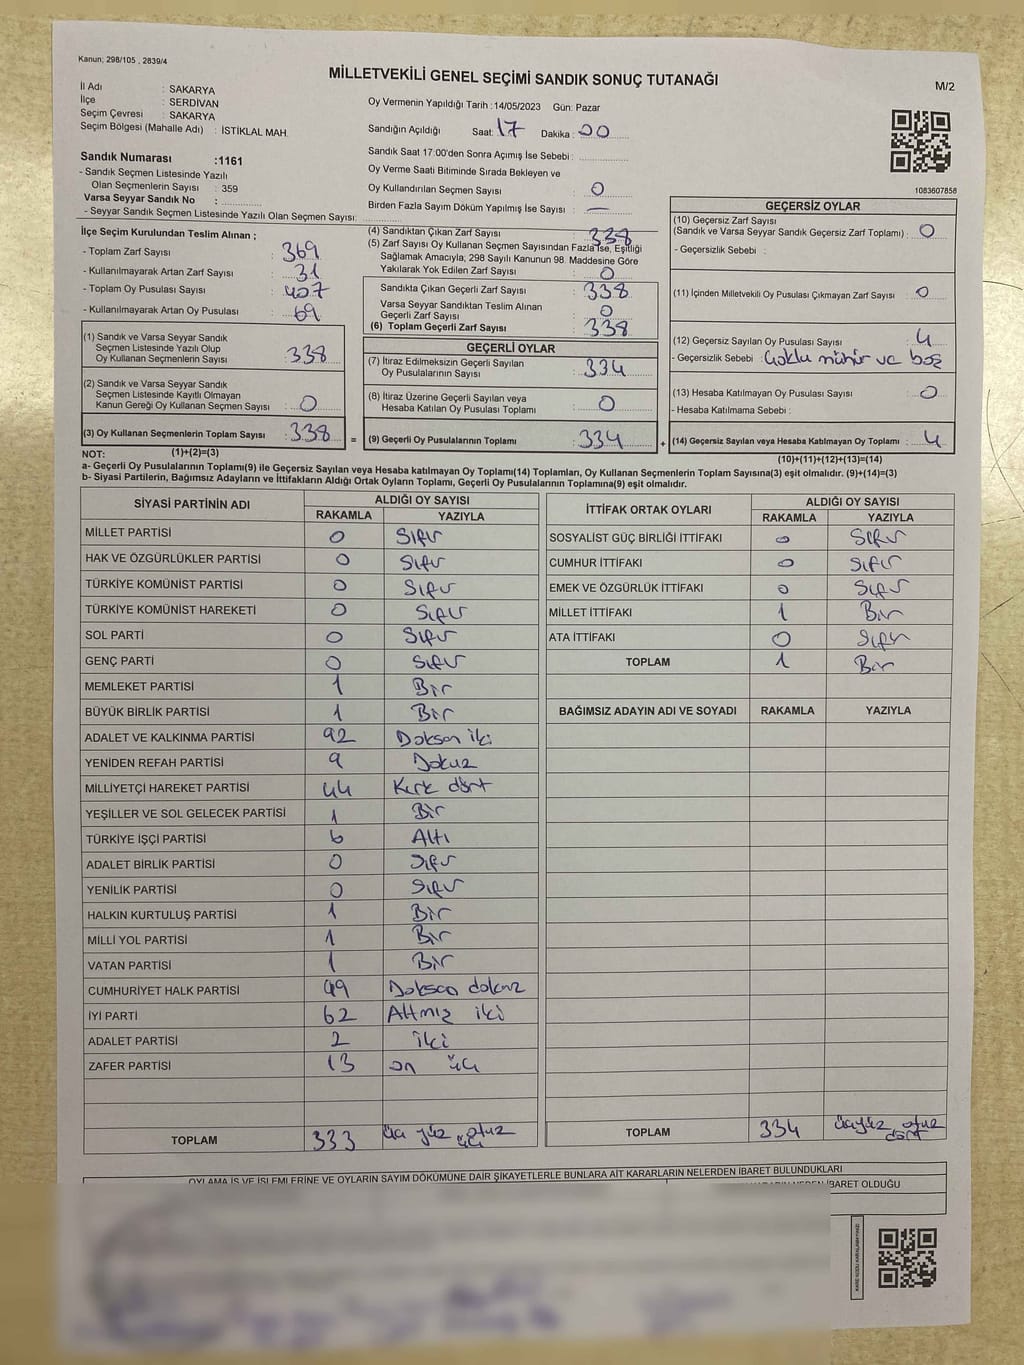 Kanun; 298/105 , 2839/4
MİLLETVEKİLİ GENEL SEÇİMİ SANDIK SONUÇ TUTANAĞI
M/2
İl Adı : SAKARYA
İlçe : SERDİVAN
Seçim Çevresi : SAKARYA
Seçim Bölgesi (Mahalle Adı) : İSTİKLAL MAH.
Oy Vermenin Yapıldığı Tarih : 14/05/2023 Gün: Pazar
Sandığın Açıldığı Saat: 17 Dakika : 00
Sandık Saat 17:00'den Sonra Açımış İse Sebebi :
Oy Verme Saati Bitiminde Sırada Bekleyen ve
Oy Kullandırılan Seçmen Sayısı : 0
Birden Fazla Sayım Döküm Yapılmış İse Sayısı : —
1083607858
Sandık Numarası :1161
- Sandık Seçmen Listesinde Yazılı
Olan Seçmenlerin Sayısı : 359
Varsa Seyyar Sandık No :
- Seyyar Sandık Seçmen Listesinde Yazılı Olan Seçmen Sayısı:
İlçe Seçim Kurulundan Teslim Alınan ;
- Toplam Zarf Sayısı : 369
- Kullanılmayarak Artan Zarf Sayısı : 31
- Toplam Oy Pusulası Sayısı : 407
- Kullanılmayarak Artan Oy Pusulası : 69
(1) Sandık ve Varsa Seyyar Sandık
Seçmen Listesinde Yazılı Olup
Oy Kullanan Seçmenlerin Sayısı : 338
(2) Sandık ve Varsa Seyyar Sandık
Seçmen Listesinde Kayıtlı Olmayan
Kanun Gereği Oy Kullanan Seçmen Sayısı : 0
(3) Oy Kullanan Seçmenlerin Toplam Sayısı : 338
(1)+(2)=(3)
(4) Sandıktan Çıkan Zarf Sayısı : 338
(5) Zarf Sayısı Oy Kullanan Seçmen Sayısından Fazla İse, Eşitliği
Sağlamak Amacıyla; 298 Sayılı Kanunun 98. Maddesine Göre
Yakılarak Yok Edilen Zarf Sayısı : 0
Sandıkta Çıkan Geçerli Zarf Sayısı : 338
Varsa Seyyar Sandıktan Teslim Alınan
Geçerli Zarf Sayısı : 0
(6) Toplam Geçerli Zarf Sayısı : 338
GEÇERLİ OYLAR
(7) İtiraz Edilmeksizin Geçerli Sayılan
Oy Pusulalarının Sayısı : 334
(8) İtiraz Üzerine Geçerli Sayılan veya
Hesaba Katılan Oy Pusulası Toplamı : 0
= (9) Geçerli Oy Pusulalarının Toplamı : 334
GEÇERSİZ OYLAR
(10) Geçersiz Zarf Sayısı
(Sandık ve Varsa Seyyar Sandık Geçersiz Zarf Toplamı) : 0
- Geçersizlik Sebebi :
(11) İçinden Milletvekili Oy Pusulası Çıkmayan Zarf Sayısı : 0
(12) Geçersiz Sayılan Oy Pusulası Sayısı : 4
- Geçersizlik Sebebi : Çoklu mühür ve boş
(13) Hesaba Katılmayan Oy Pusulası Sayısı : 0
- Hesaba Katılmama Sebebi :
+ (14) Geçersiz Sayılan veya Hesaba Katılmayan Oy Toplamı : 4
(10)+(11)+(12)+(13)=(14)
NOT:
a- Geçerli Oy Pusulalarının Toplamı(9) ile Geçersiz Sayılan veya Hesaba katılmayan Oy Toplamı(14) Toplamları, Oy Kullanan Seçmenlerin Toplam Sayısına(3) eşit olmalıdır. (9)+(14)=(3)
b- Siyasi Partilerin, Bağımsız Adayların ve İttifakların Aldığı Ortak Oyların Toplamı, Geçerli Oy Pusulalarının Toplamına(9) eşit olmalıdır.
SİYASİ PARTİNİN ADI ALDIĞI OY SAYISI
RAKAMLA YAZIYLA
MİLLET PARTİSİ 0 Sıfır
HAK VE ÖZGÜRLÜKLER PARTİSİ 0 Sıfır
TÜRKİYE KOMÜNİST PARTİSİ 0 Sıfır
TÜRKİYE KOMÜNİST HAREKETİ 0 Sıfır
SOL PARTİ 0 Sıfır
GENÇ PARTİ 0 Sıfır
MEMLEKET PARTİSİ 1 Bir
BÜYÜK BİRLİK PARTİSİ 1 Bir
ADALET VE KALKINMA PARTİSİ 92 Doksan iki
YENİDEN REFAH PARTİSİ 9 Dokuz
MİLLİYETÇİ HAREKET PARTİSİ 44 Kırk dört
YEŞİLLER VE SOL GELECEK PARTİSİ 1 Bir
TÜRKİYE İŞÇİ PARTİSİ 6 Altı
ADALET BİRLİK PARTİSİ 0 Sıfır
YENİLİK PARTİSİ 0 Sıfır
HALKIN KURTULUŞ PARTİSİ 1 Bir
MİLLİ YOL PARTİSİ 1 Bir
VATAN PARTİSİ 1 Bir
CUMHURİYET HALK PARTİSİ 99 Doksan dokuz
İYİ PARTİ 62 Altmış iki
ADALET PARTİSİ 2 iki
ZAFER PARTİSİ 13 on üç
TOPLAM 333 üç yüz otuz üç
İTTİFAK ORTAK OYLARI ALDIĞI OY SAYISI
RAKAMLA YAZIYLA
SOSYALİST GÜÇ BİRLİĞİ İTTİFAKI 0 Sıfır
CUMHUR İTTİFAKI 0 Sıfır
EMEK VE ÖZGÜRLÜK İTTİFAKI 0 Sıfır
MİLLET İTTİFAKI 1 Bir
ATA İTTİFAKI 0 Sıfır
TOPLAM 1 Bir
BAĞIMSIZ ADAYIN ADI VE SOYADI RAKAMLA YAZIYLA
TOPLAM 334 üçyüz otuz dört
OYLAMA İŞ VE İŞLEMLERİNE VE OYLARIN SAYIM DÖKÜMÜNE DAİR ŞİKAYETLERLE BUNLARA AİT KARARLARIN NELERDEN İBARET BULUNDUKLARI
İBARET OLDUĞU